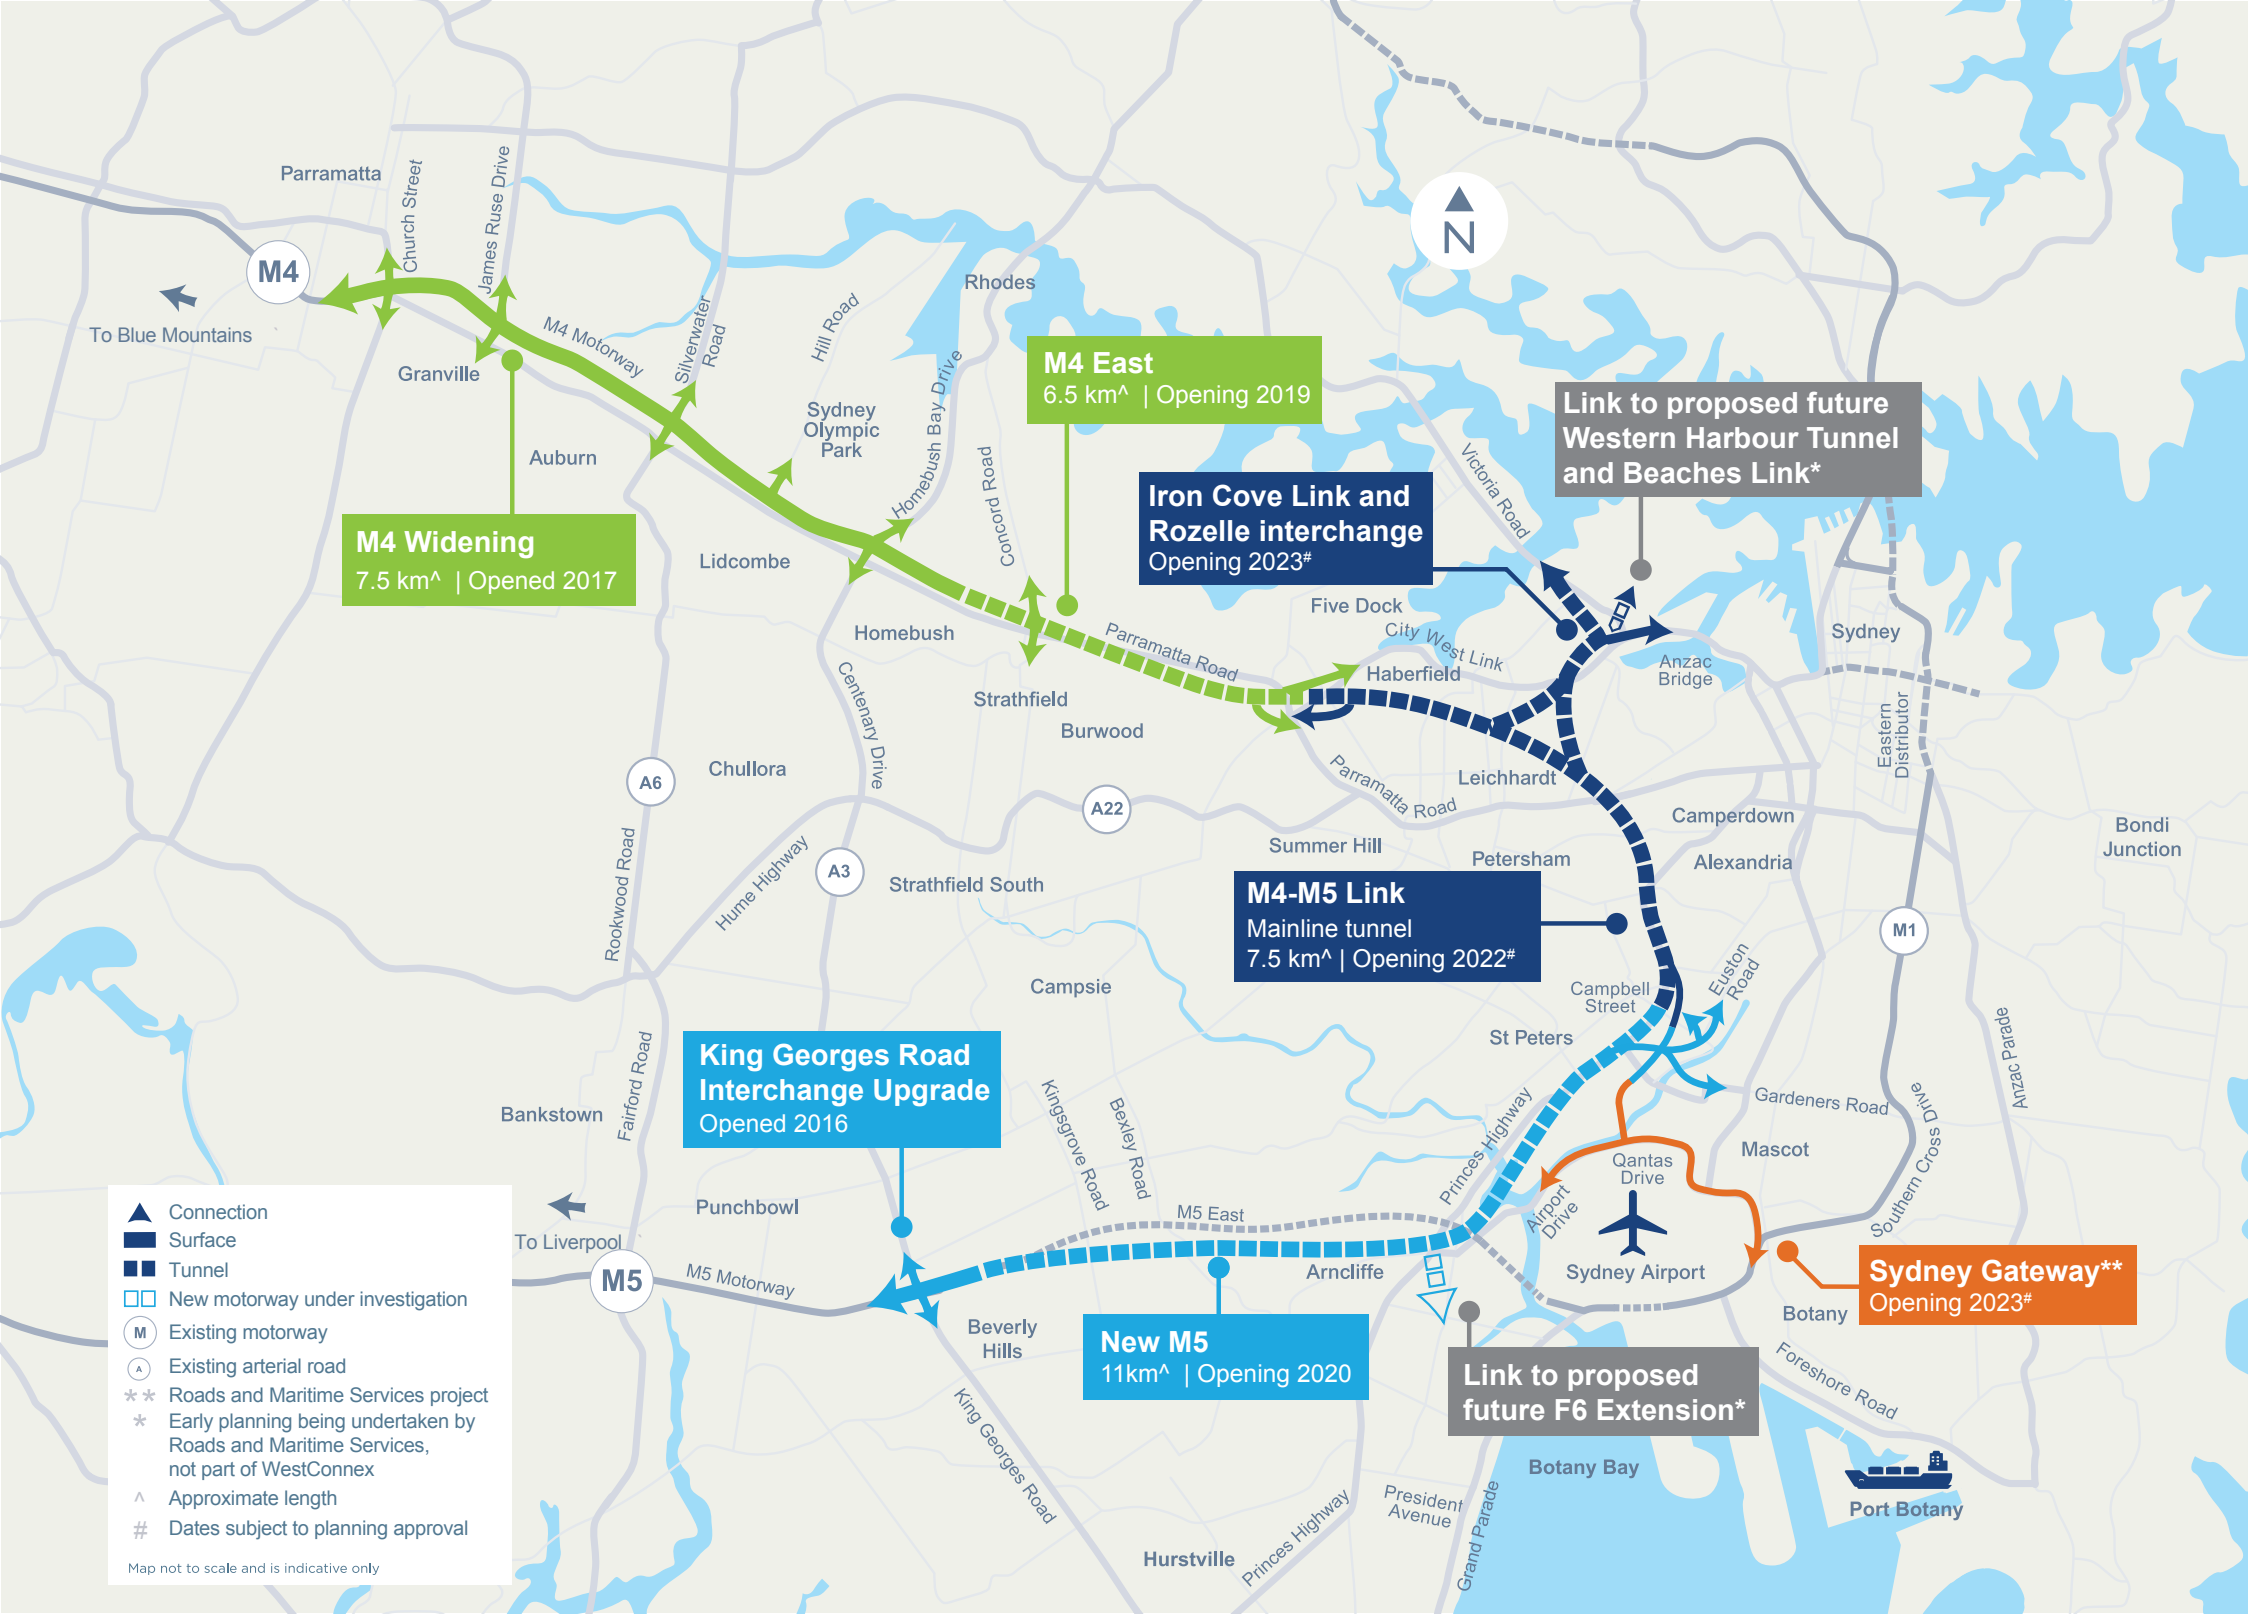 Parramatta
Church Street
James Ruse Drive
M4
To Blue Mountains
Granville
M4 Motorway
Silverwater
Road
Hill Road
Rhodes
N
Sydney
Olympic
Park
Homebush Bay Drive
Concord Road
Auburn
Lidcombe
M4 East
6.5 km^ | Opening 2019
M4 Widening
7.5 km^ | Opened 2017
Iron Cove Link and
Rozelle interchange
Opening 2023#
Link to proposed future
Western Harbour Tunnel
and Beaches Link*
Victoria Road
Five Dock
City West Link
Haberfield
Anzac
Bridge
Sydney
Eastern
Distributor
Homebush
Parramatta Road
Strathfield
Burwood
Centenary Drive
Chullora
A6
A22
A3
Parramatta Road
Leichhardt
Camperdown
Summer Hill
Petersham
Alexandria
Bondi
Junction
Strathfield South
Hume Highway
Rookwood Road
M4-M5 Link
Mainline tunnel
7.5 km^ | Opening 2022#
M1
Campsie
Campbell
Street
Euston
Road
St Peters
Anzac Parade
Fairford Road
King Georges Road
Interchange Upgrade
Opened 2016
Bankstown
Kingsgrove Road
Bexley Road
Princes Highway
Gardeners Road
Southern Cross Drive
Mascot
Qantas
Drive
Airport
Drive
Punchbowl
M5 East
To Liverpool
M5
M5 Motorway
Arncliffe
Sydney Airport
Botany
Sydney Gateway**
Opening 2023#
Beverly
Hills
New M5
11km^ | Opening 2020
Link to proposed
future F6 Extension*
Foreshore Road
King Georges Road
Botany Bay
Port Botany
President
Avenue
Grand Parade
Princes Highway
Hurstville
Connection
Surface
Tunnel
New motorway under investigation
M Existing motorway
A Existing arterial road
** Roads and Maritime Services project
* Early planning being undertaken by
Roads and Maritime Services,
not part of WestConnex
^ Approximate length
# Dates subject to planning approval
Map not to scale and is indicative only